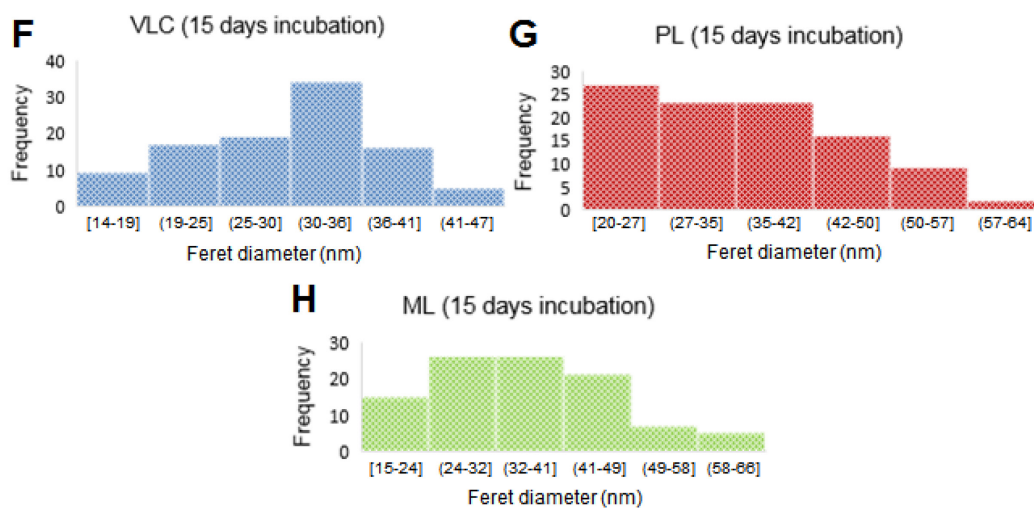 F
VLC (15 days incubation)
Frequency
40
30
20
10
0
[14-19]
(19-25]
(25-30]
(30-36]
(36-41]
(41-47]
Feret diameter (nm)
G
PL (15 days incubation)
Frequency
30
25
20
15
10
5
0
[20-27]
(27-35]
(35-42]
(42-50]
(50-57]
(57-64]
Feret diameter (nm)
H
ML (15 days incubation)
Frequency
30
20
10
0
[15-24]
(24-32]
(32-41]
(41-49]
(49-58]
(58-66]
Feret diameter (nm)